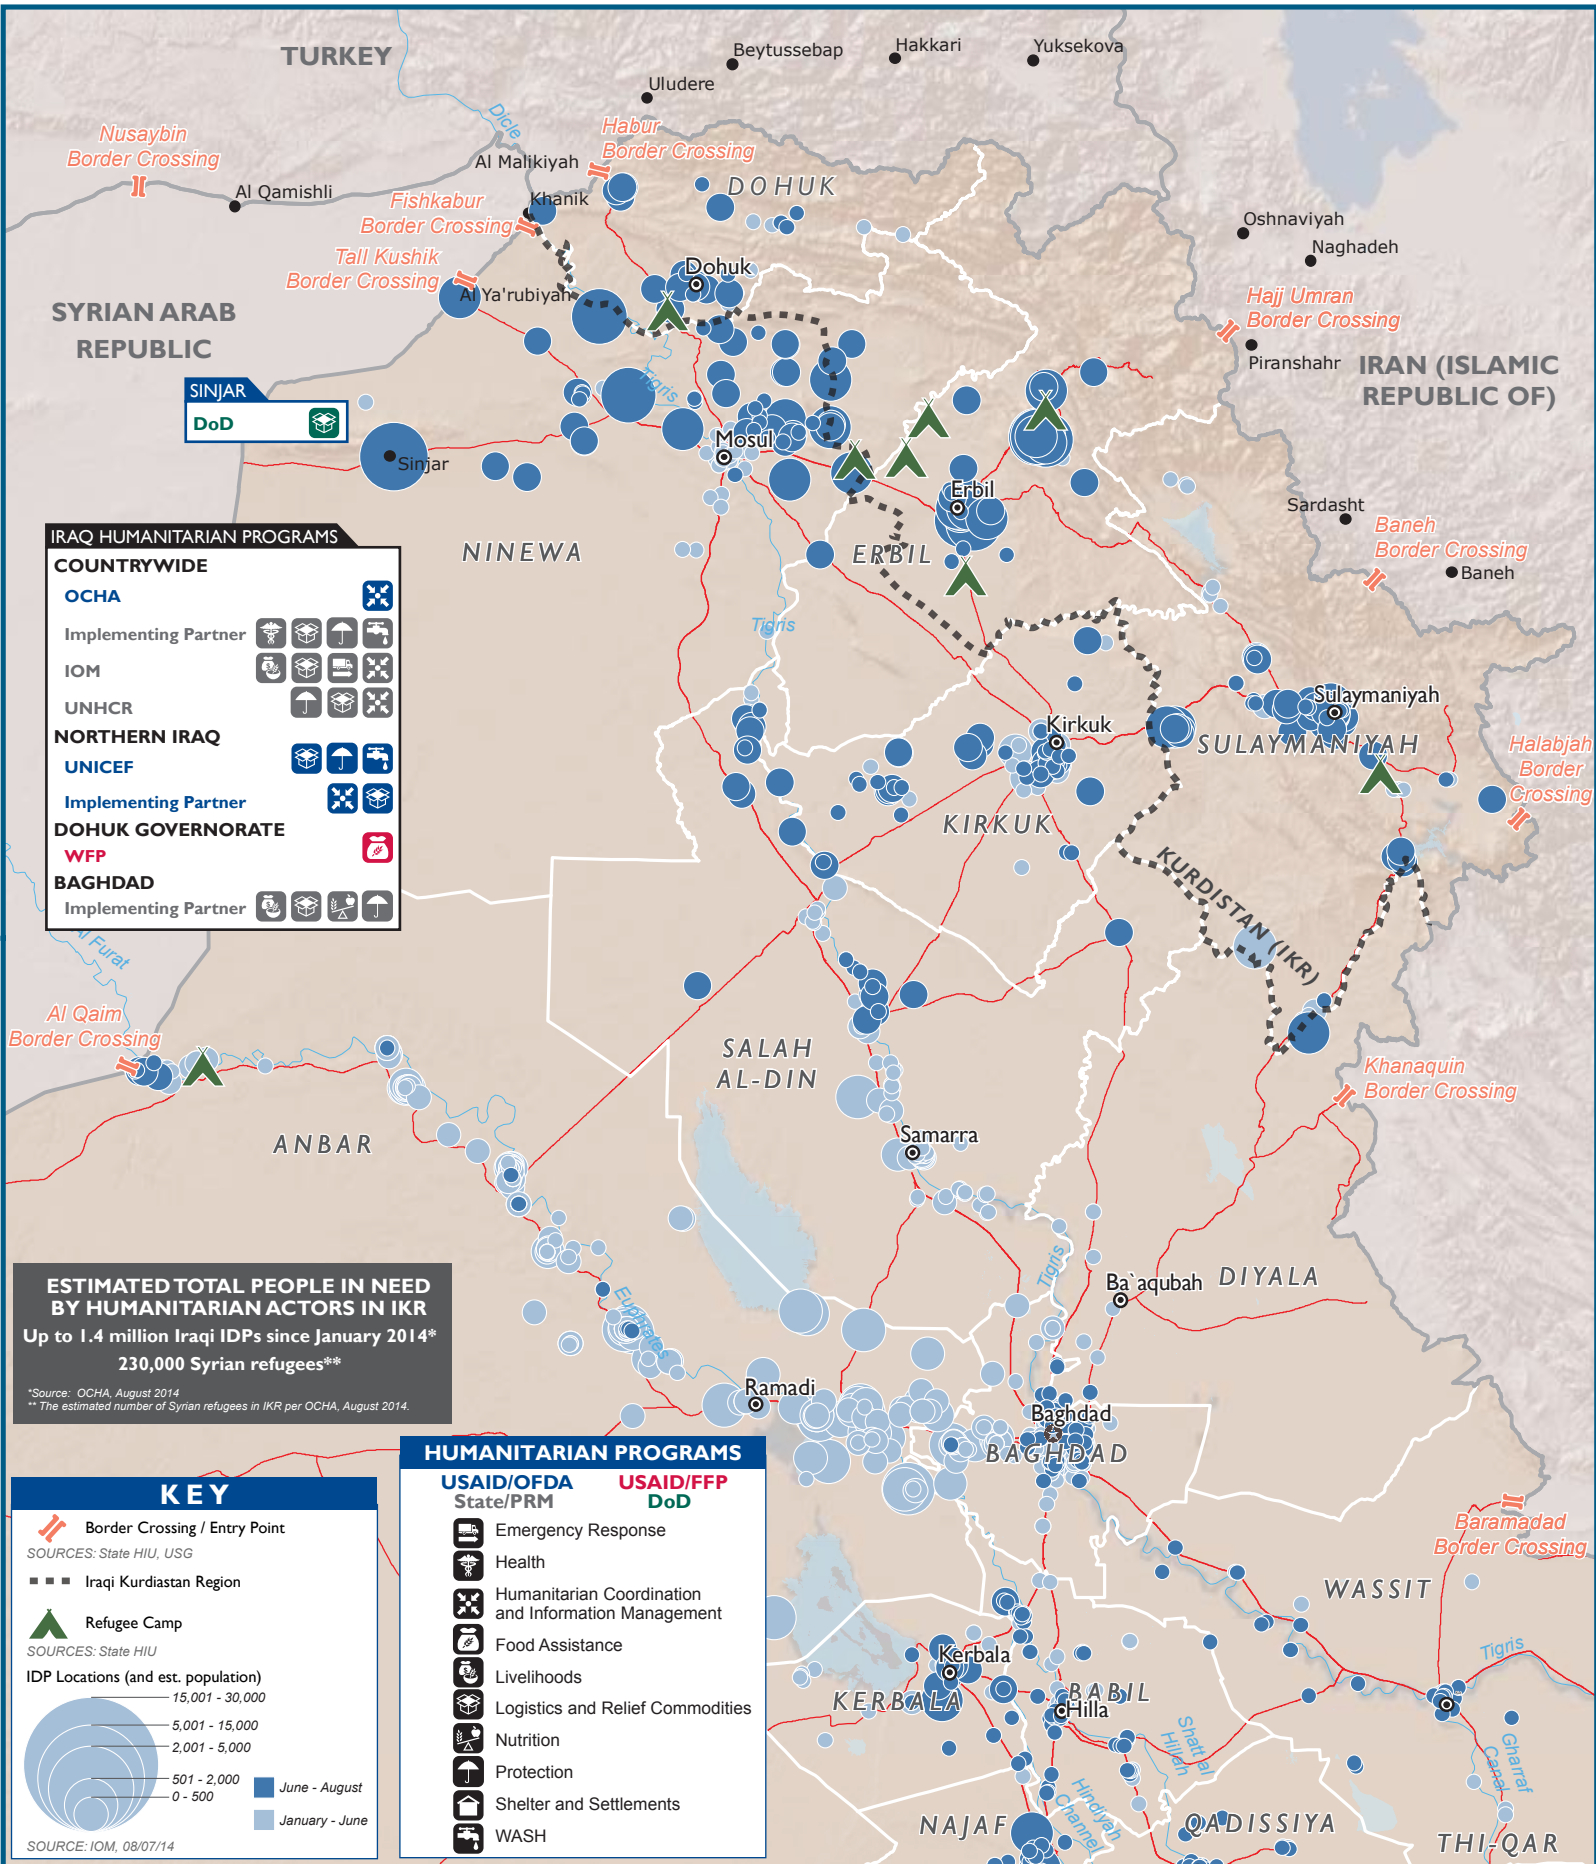 TURKEY
Beytussebap
Hakkari
Yuksekova
Uludere
Dicle
Nusaybin
Border Crossing
Habur
Border Crossing
Al Malikiyah
Al Qamishli
Khanik
Fishkabur
Border Crossing
DOHUK
Oshnaviyah
Naghadeh
Tall Kushik
Border Crossing
Al Ya'rubiyah
Dohuk
Hajj Umran
Border Crossing
Piranshahr
SYRIAN ARAB
REPUBLIC
IRAN (ISLAMIC
REPUBLIC OF)
SINJAR
DoD
Tigris
Mosul
Sinjar
Erbil
Sardasht
Baneh
Border Crossing
Baneh
NINEWA
ERBIL
IRAQ HUMANITARIAN PROGRAMS
COUNTRYWIDE
OCHA
Implementing Partner
IOM
UNHCR
NORTHERN IRAQ
UNICEF
Implementing Partner
DOHUK GOVERNORATE
WFP
BAGHDAD
Implementing Partner
Tigris
Kirkuk
Sulaymaniyah
SULAYMANIYAH
Halabjah
Border
Crossing
KIRKUK
KURDISTAN (IKR)
Al Furat
Al Qaim
Border Crossing
SALAH
AL-DIN
Khanaquin
Border Crossing
ANBAR
Samarra
Tigris
Ba`aqubah
DIYALA
Euphrates
ESTIMATED TOTAL PEOPLE IN NEED
BY HUMANITARIAN ACTORS IN IKR
Up to 1.4 million Iraqi IDPs since January 2014*
230,000 Syrian refugees**
*Source: OCHA, August 2014
** The estimated number of Syrian refugees in IKR per OCHA, August 2014.
Ramadi
Baghdad
BAGHDAD
Baramadad
Border Crossing
WASSIT
Tigris
Kerbala
KERBALA
BABIL
Hilla
Shatt al
Hillah
Gharraf
Canal
Hindiyah
Channel
NAJAF
QADISSIYA
THI-QAR
KEY
Border Crossing / Entry Point
SOURCES: State HIU, USG
Iraqi Kurdiastan Region
Refugee Camp
SOURCES: State HIU
IDP Locations (and est. population)
15,001 - 30,000
5,001 - 15,000
2,001 - 5,000
501 - 2,000
0 - 500
June - August
January - June
SOURCE: IOM, 08/07/14
HUMANITARIAN PROGRAMS
USAID/OFDA USAID/FFP
State/PRM DoD
Emergency Response
Health
Humanitarian Coordination
and Information Management
Food Assistance
Livelihoods
Logistics and Relief Commodities
Nutrition
Protection
Shelter and Settlements
WASH